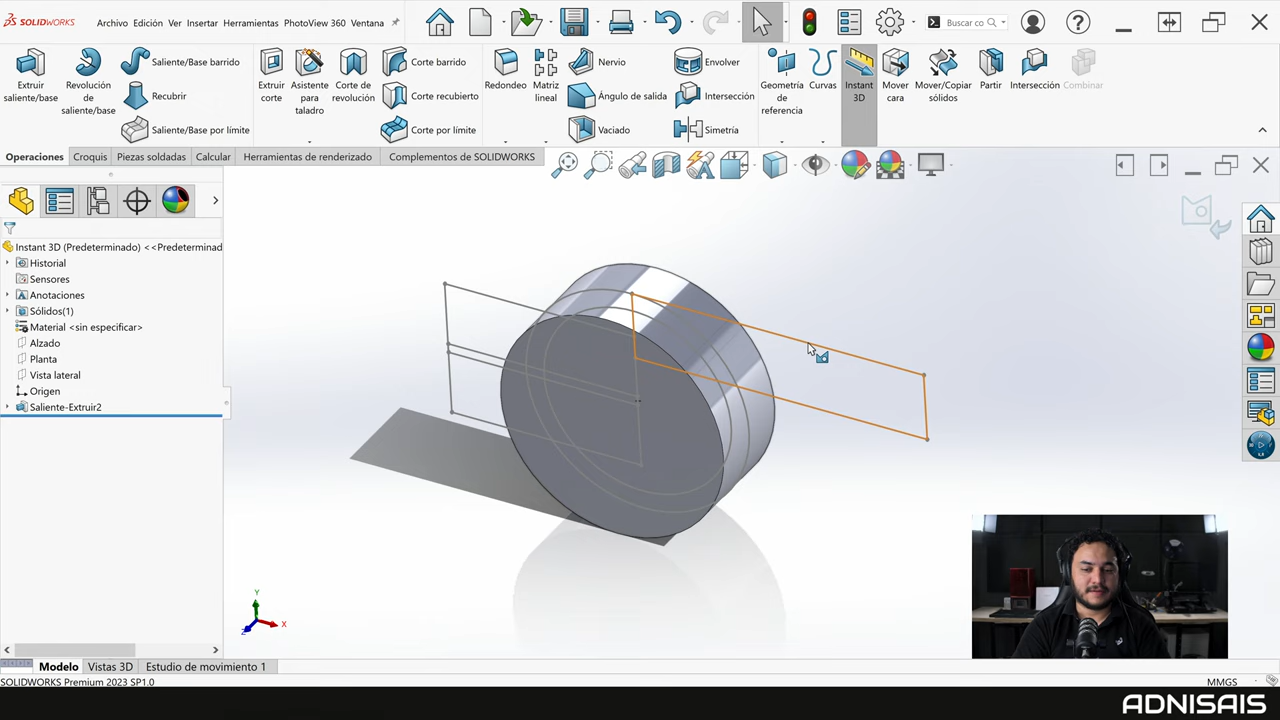 SOLIDWORKS
Archivo Edición Ver Insertar Herramientas PhotoView 360 Ventana
Buscar co
Extruir saliente/base
Revolución de saliente/base
Saliente/Base barrido
Recubrir
Saliente/Base por límite
Extruir corte
Asistente para taladro
Corte de revolución
Corte barrido
Corte recubierto
Corte por límite
Redondeo
Matriz lineal
Nervio
Ángulo de salida
Vaciado
Envolver
Intersección
Simetría
Geometría de referencia
Curvas
Instant 3D
Mover cara
Mover/Copiar sólidos
Partir
Intersección
Combinar
Operaciones Croquis Piezas soldadas Calcular Herramientas de renderizado Complementos de SOLIDWORKS
Instant 3D (Predeterminado) <<Predeterminad
Historial
Sensores
Anotaciones
Sólidos(1)
Material <sin especificar>
Alzado
Planta
Vista lateral
Origen
Saliente-Extruir2
Y
X
Z
Modelo Vistas 3D Estudio de movimiento 1
SOLIDWORKS Premium 2023 SP1.0
MMGS
ADNISAIS